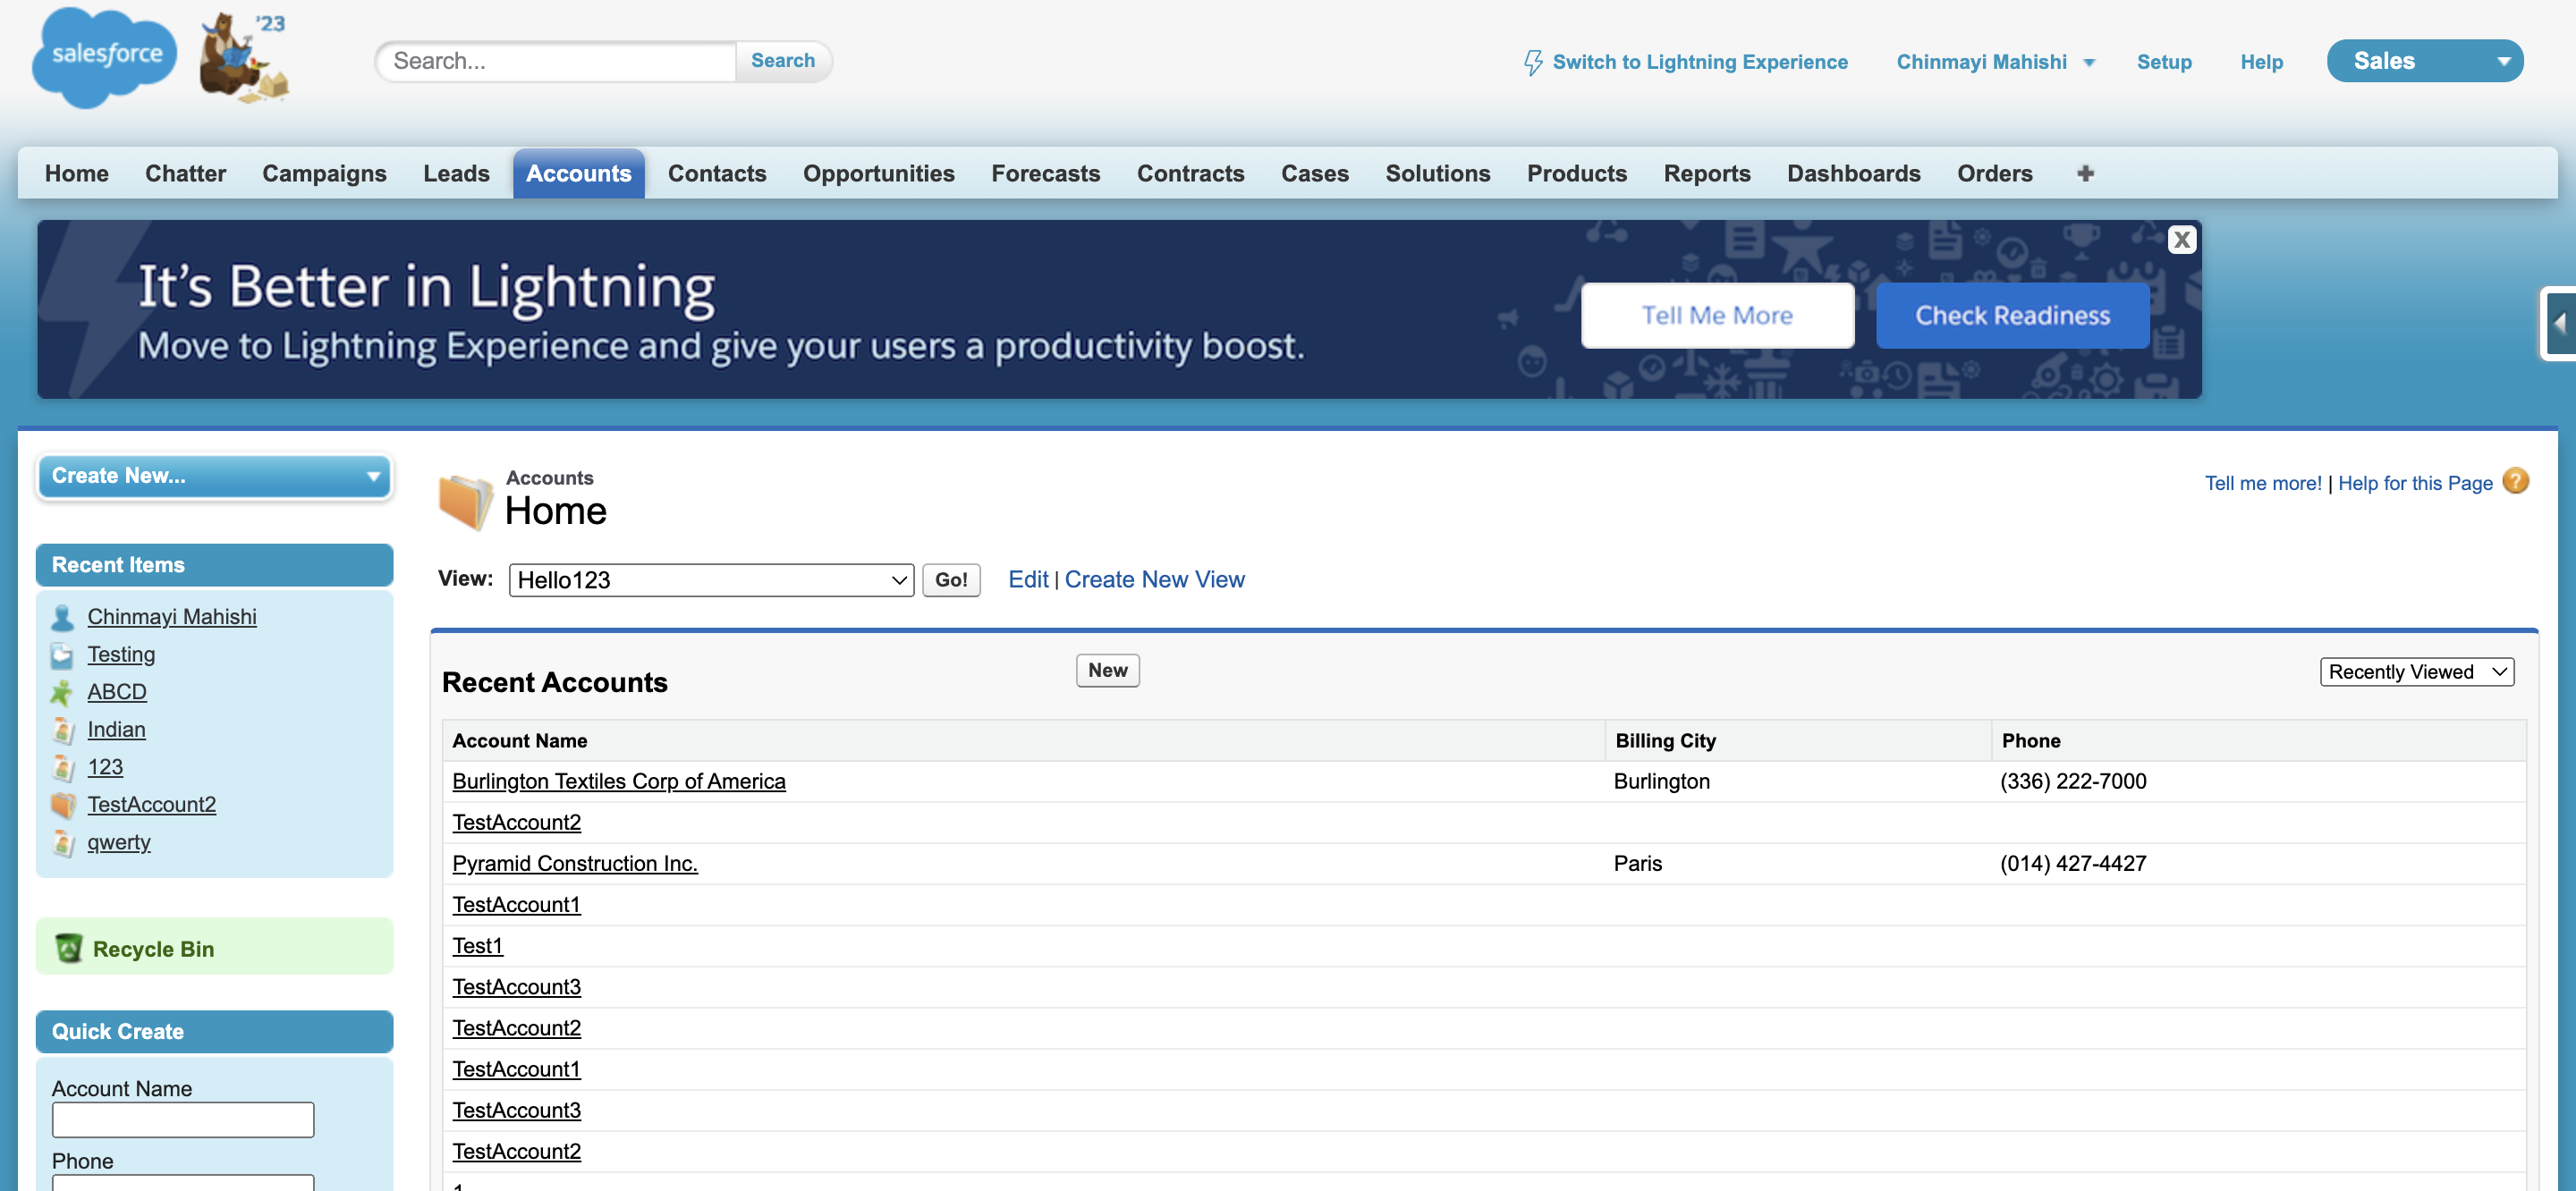 salesforce
'23
Search...
Search
Switch to Lightning Experience
Chinmayi Mahishi
Setup
Help
Sales
Home
Chatter
Campaigns
Leads
Accounts
Contacts
Opportunities
Forecasts
Contracts
Cases
Solutions
Products
Reports
Dashboards
Orders
+
It's Better in Lightning
Move to Lightning Experience and give your users a productivity boost.
Tell Me More
Check Readiness
X
Create New...
Recent Items
Chinmayi Mahishi
Testing
ABCD
Indian
123
TestAccount2
qwerty
Recycle Bin
Quick Create
Account Name
Phone
Accounts
Home
Tell me more! | Help for this Page ?
View: Hello123 Go! Edit | Create New View
Recent Accounts
New
Recently Viewed
Account Name Billing City Phone
Burlington Textiles Corp of America Burlington (336) 222-7000
TestAccount2
Pyramid Construction Inc. Paris (014) 427-4427
TestAccount1
Test1
TestAccount3
TestAccount2
TestAccount1
TestAccount3
TestAccount2